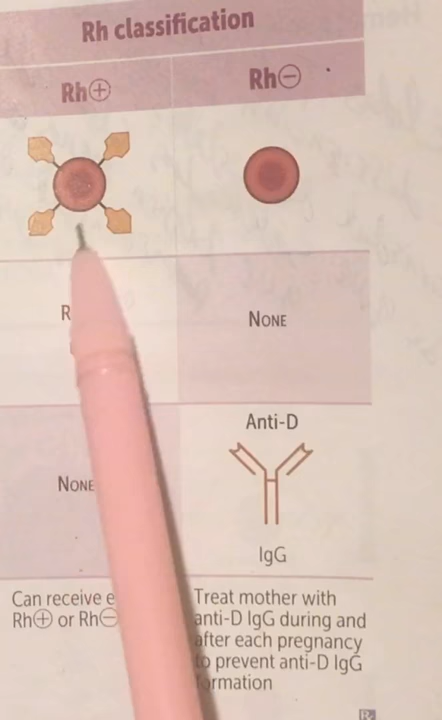 Rh classification
Rh⊕
Rh⊖
R
NONE
Anti-D
NONE
IgG
Can receive e
Rh⊕ or Rh⊖
Treat mother with
anti-D IgG during and
after each pregnancy
to prevent anti-D IgG
formation